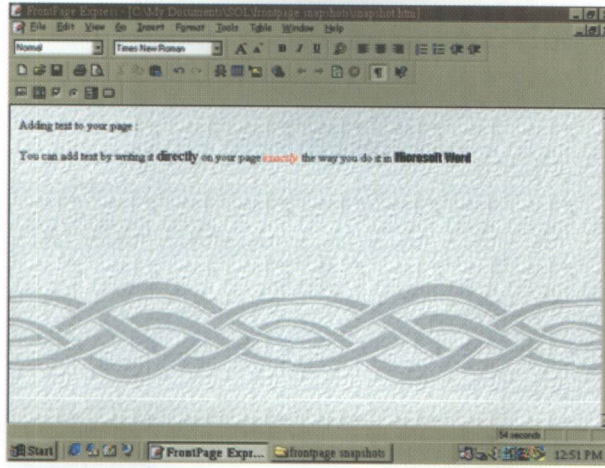 FrontPage Express - [C:\My Documents\SOL\frontpage snapshots\snapshot.htm]
File Edit View Go Insert Format Tools Table Window Help
Normal Times New Roman
Adding text to your page :
You can add text by writing it directly on your page exactly the way you do it in Microsoft Word
54 seconds
Start FrontPage Expr... frontpage snapshots 12:51 PM